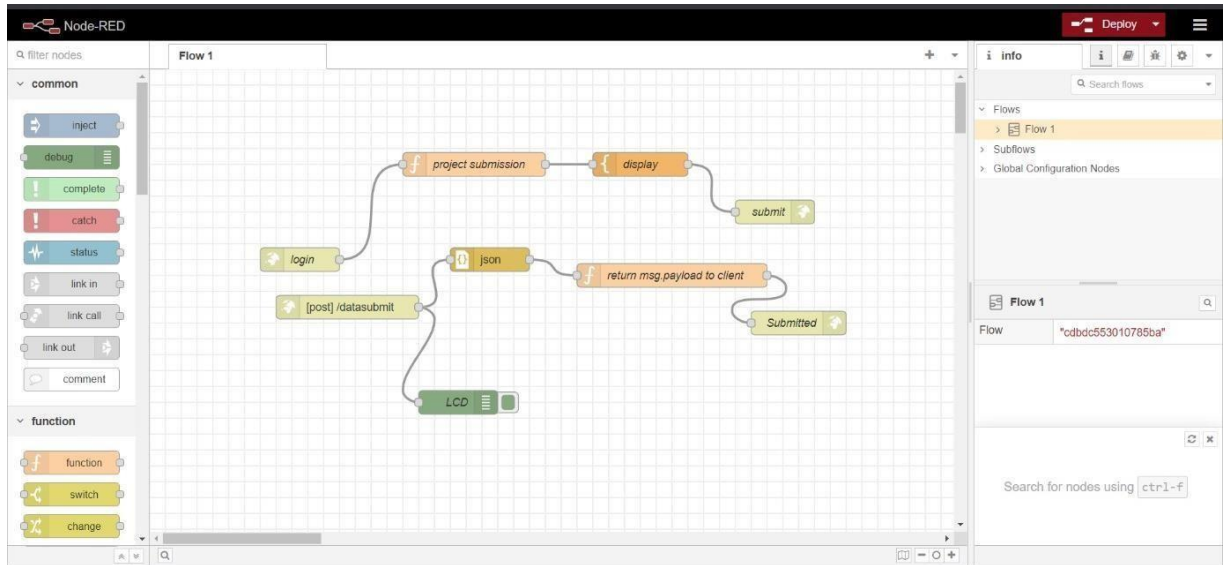 Node-RED
Deploy
filter nodes
Flow 1
i info
i
common
inject
debug
complete
catch
status
link in
link call
link out
comment
function
function
switch
change
project submission
display
submit
login
json
return msg.payload to client
[post] /datasubmit
Submitted
LCD
Search flows
Flows
Flow 1
Subflows
Global Configuration Nodes
Flow 1
Flow "cdbdc553010785ba"
Search for nodes using ctrl-f